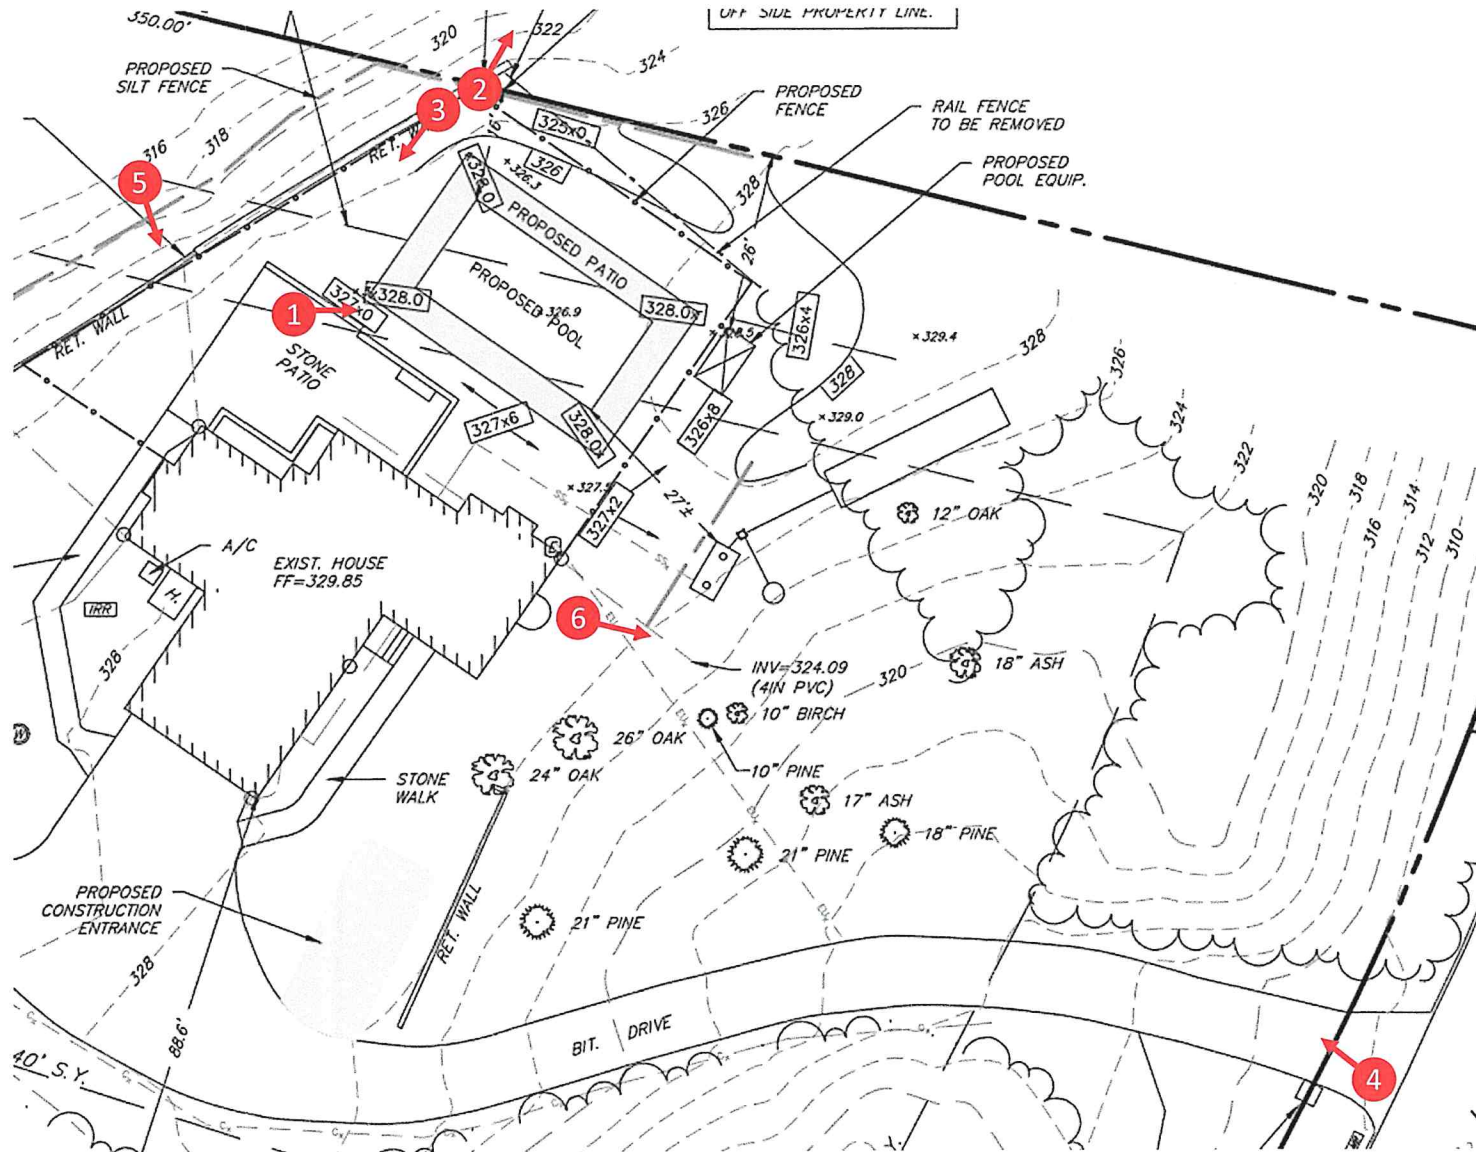 OFF SIDE PROPERTY LINE.
350.00'
320
322
324
PROPOSED
SILT FENCE
2
3
16'
325x0
326
PROPOSED
FENCE
RAIL FENCE
TO BE REMOVED
PROPOSED
POOL EQUIP.
316
318
RET. W
326
+326.3
328.0
328
5
PROPOSED PATIO
26'
PROPOSED
POOL
326.9
1
327x0
328.0
328.0
326x4
×329.4
328
326
RET. WALL
STONE
PATIO
328
324
327x6
328.0
326x8
×329.0
322
×327.5
327x2
27'±
12" OAK
320
318
316
314
312
310
A/C
EXIST. HOUSE
FF=329.85
E
H.
IRR
328
6
INV=324.09
(4IN PVC)
320
18" ASH
10" BIRCH
26" OAK
24" OAK
10" PINE
STONE
WALK
17" ASH
18" PINE
21" PINE
PROPOSED
CONSTRUCTION
ENTRANCE
RET. WALL
21" PINE
328
88.6'
BIT. DRIVE
40' S.Y.
4